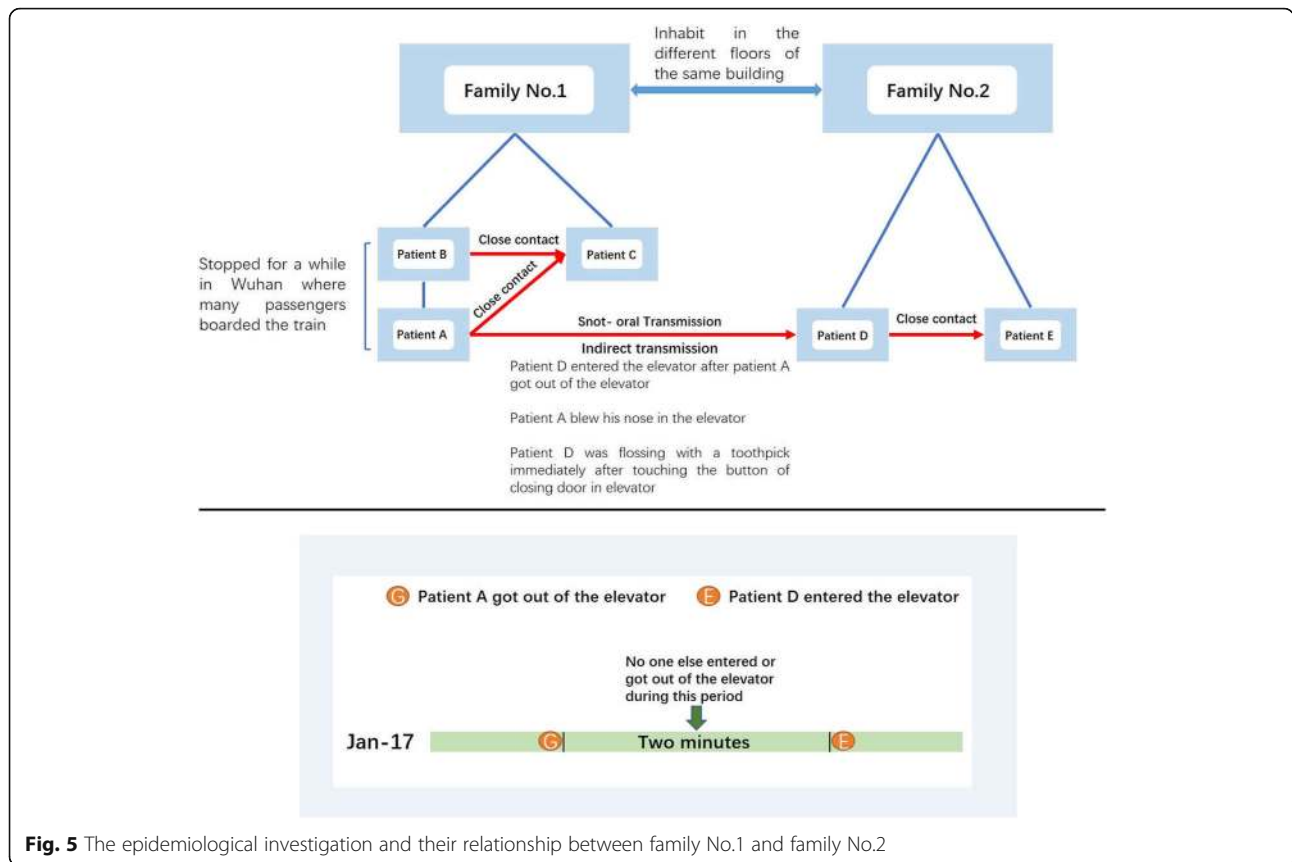 Inhabit in the
different floors of
the same building
Family No.1
Family No.2
Patient B
Close contact
Patient C
Stopped for a while
in Wuhan where
many passengers
boarded the train
Close contact
Patient A
Snot- oral Transmission
Indirect transmission
Patient D
Close contact
Patient E
Patient D entered the elevator after patient A
got out of the elevator
Patient A blew his nose in the elevator
Patient D was flossing with a toothpick
immediately after touching the button of
closing door in elevator
G Patient A got out of the elevator
E Patient D entered the elevator
No one else entered or
got out of the elevator
during this period
Jan-17
G
Two minutes
E
Fig. 5 The epidemiological investigation and their relationship between family No.1 and family No.2